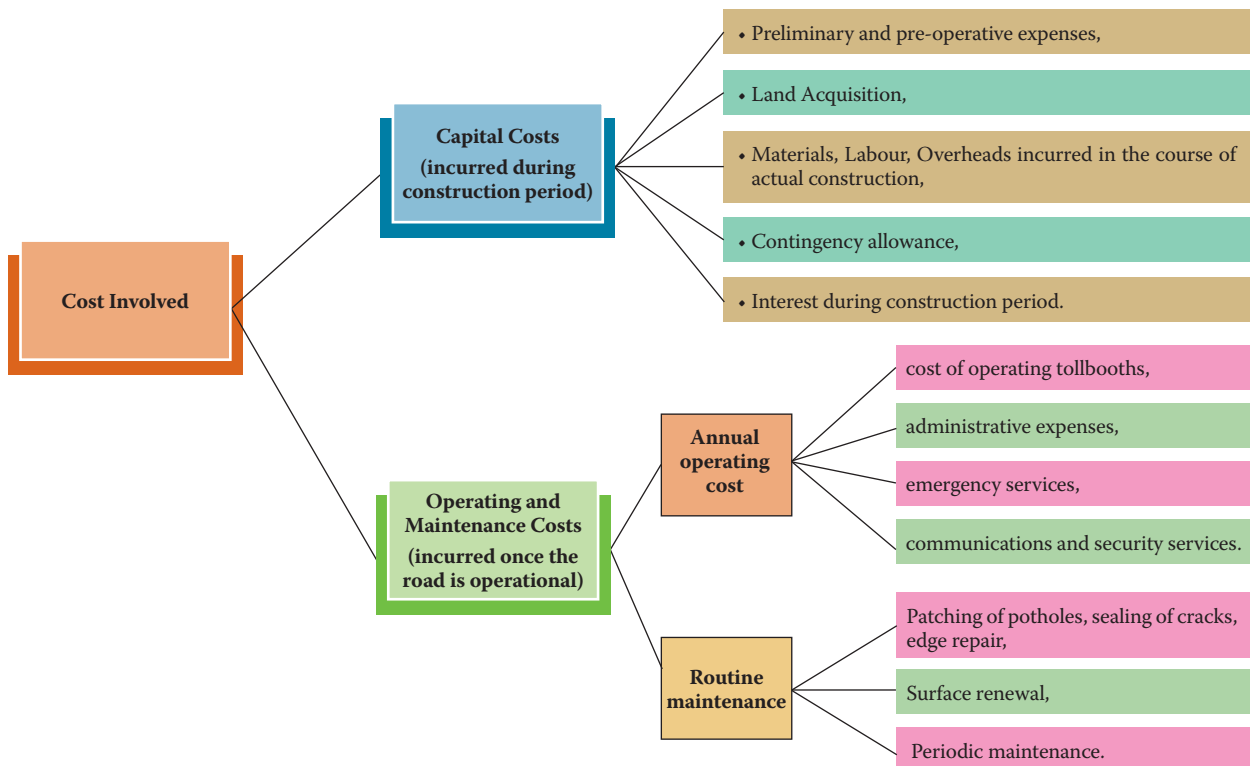 Cost Involved
Capital Costs
(incurred during
construction period)
• Preliminary and pre-operative expenses,
• Land Acquisition,
• Materials, Labour, Overheads incurred in the course of
actual construction,
• Contingency allowance,
• Interest during construction period.
Operating and
Maintenance Costs
(incurred once the
road is operational)
Annual
operating
cost
cost of operating tollbooths,
administrative expenses,
emergency services,
communications and security services.
Routine
maintenance
Patching of potholes, sealing of cracks,
edge repair,
Surface renewal,
Periodic maintenance.